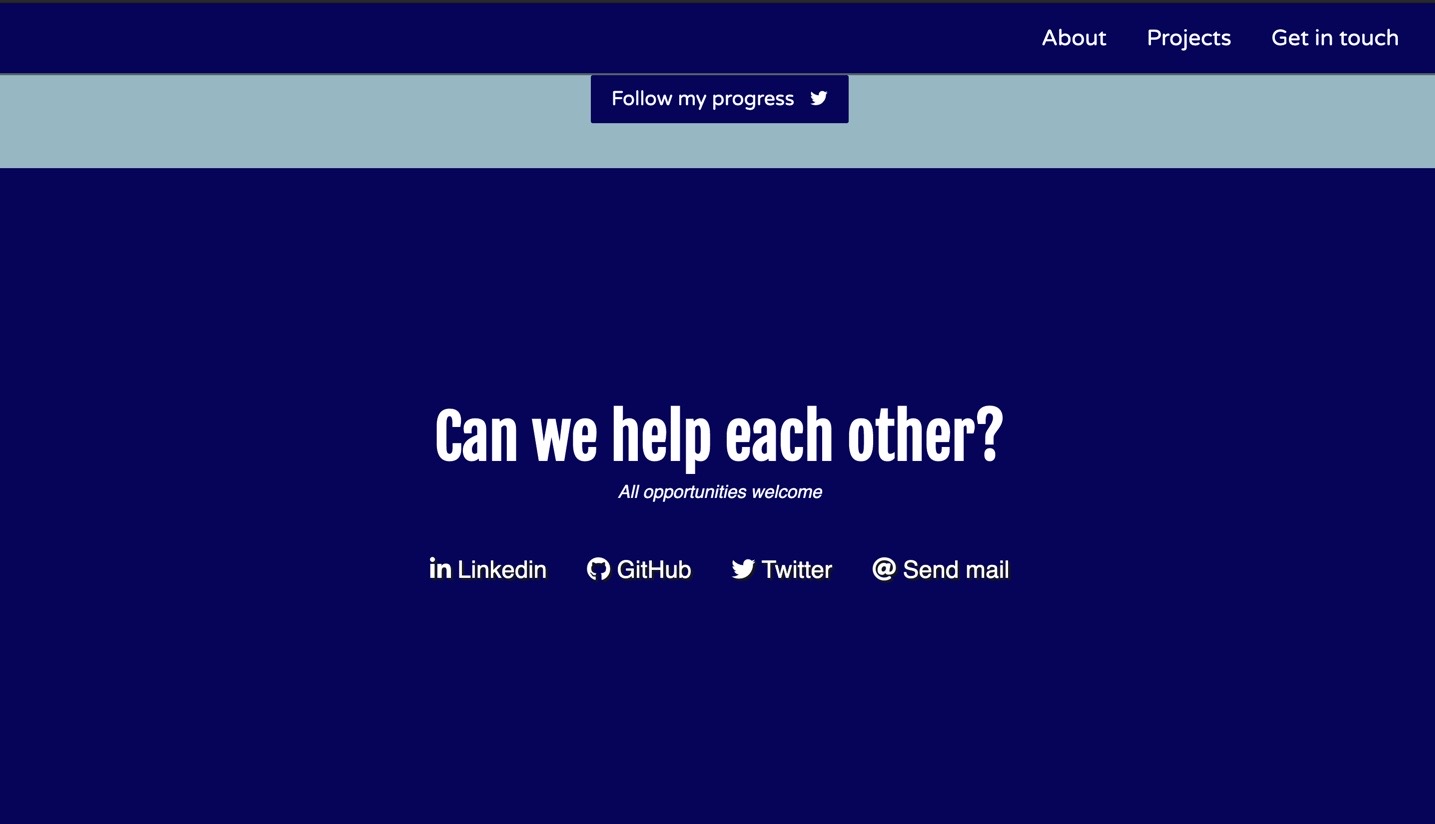 About Projects Get in touch
Follow my progress
Can we help each other?
All opportunities welcome
Linkedin GitHub Twitter Send mail